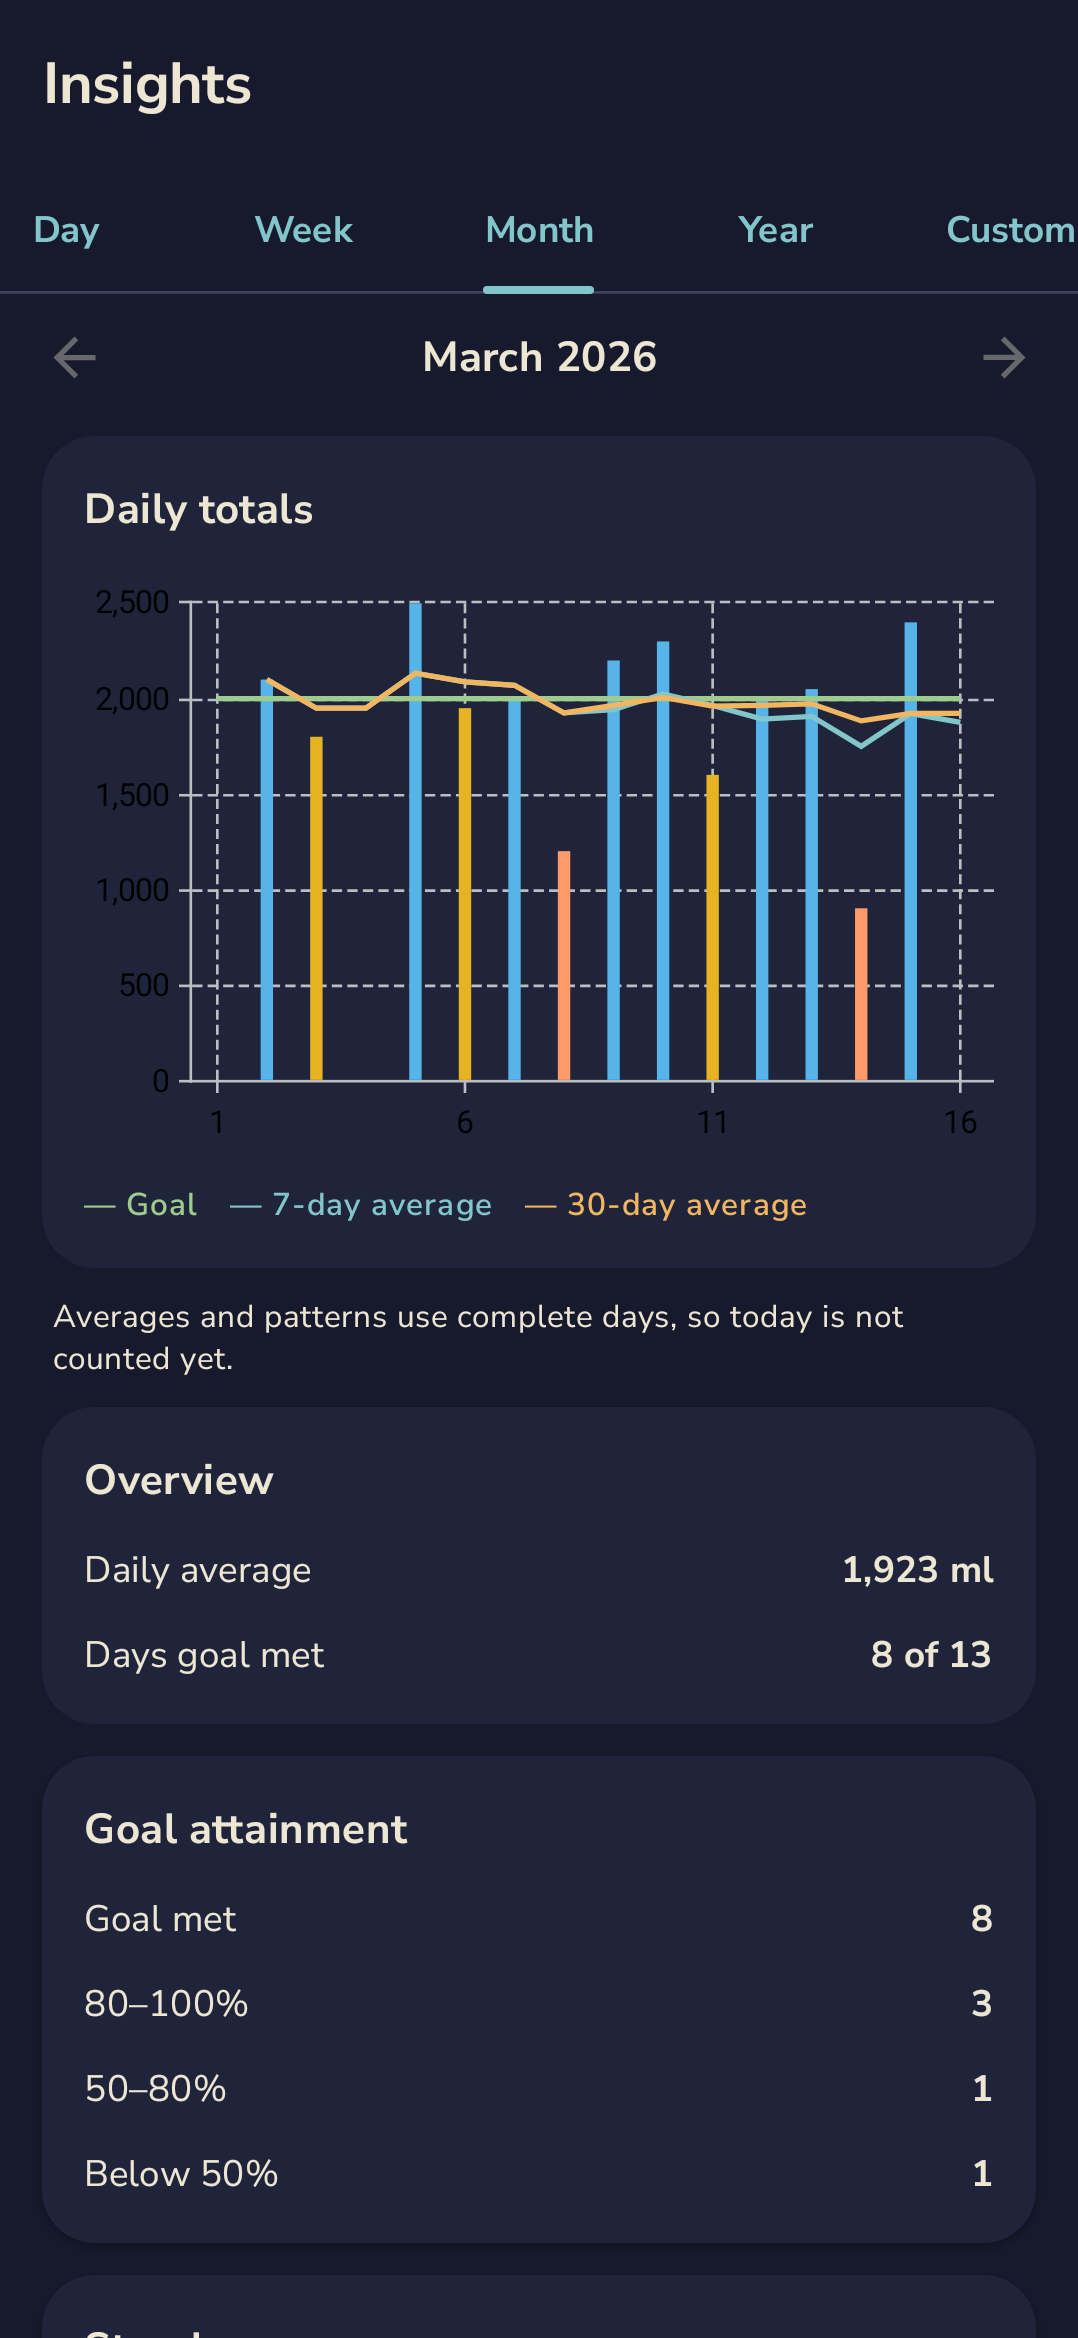 Insights
Day Week Month Year Custom
March 2026
Daily totals
2,500
2,000
1,500
1,000
500
0
1 6 11 16
— Goal — 7-day average — 30-day average
Averages and patterns use complete days, so today is not
counted yet.
Overview
Daily average 1,923 ml
Days goal met 8 of 13
Goal attainment
Goal met 8
80–100% 3
50–80% 1
Below 50% 1